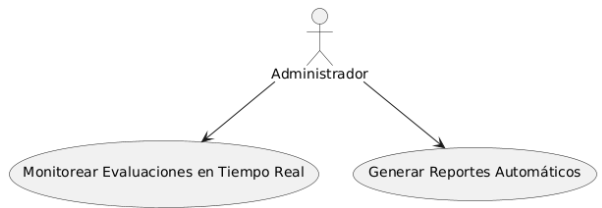 Administrador
Monitorear Evaluaciones en Tiempo Real
Generar Reportes Automáticos